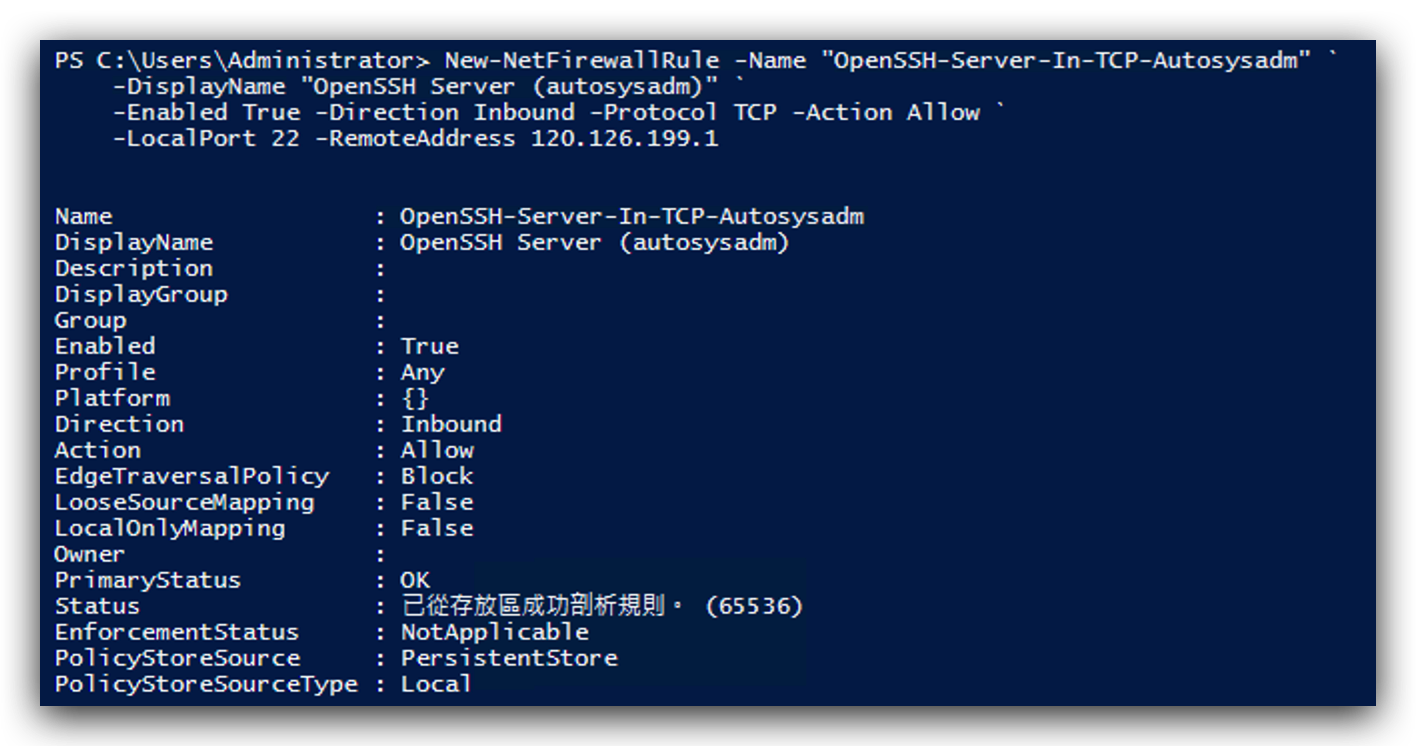 PS C:\Users\Administrator> New-NetFirewallRule -Name "OpenSSH-Server-In-TCP-Autosysadm" `
    -DisplayName "OpenSSH Server (autosysadm)" `
    -Enabled True -Direction Inbound -Protocol TCP -Action Allow `
    -LocalPort 22 -RemoteAddress 120.126.199.1
Name                  : OpenSSH-Server-In-TCP-Autosysadm
DisplayName           : OpenSSH Server (autosysadm)
Description           :
DisplayGroup          :
Group                 :
Enabled               : True
Profile               : Any
Platform              : {}
Direction             : Inbound
Action                : Allow
EdgeTraversalPolicy   : Block
LooseSourceMapping    : False
LocalOnlyMapping      : False
Owner                 :
PrimaryStatus         : OK
Status                : 已從存放區成功剖析規則。 (65536)
EnforcementStatus     : NotApplicable
PolicyStoreSource     : PersistentStore
PolicyStoreSourceType : Local